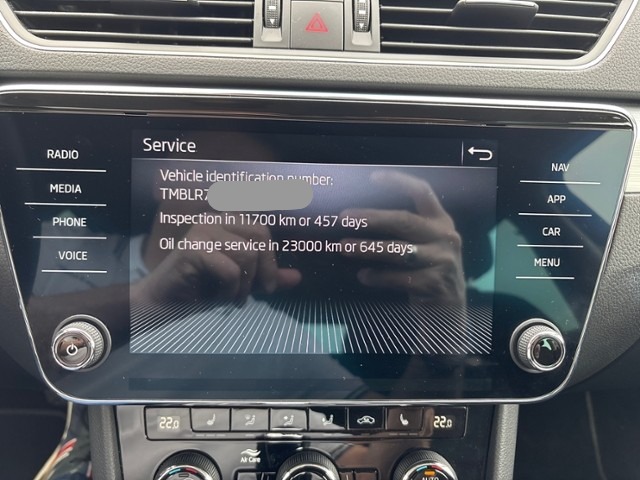 Service
RADIO
MEDIA
PHONE
VOICE
Vehicle identification number:
TMBLR7
Inspection in 11700 km or 457 days
Oil change service in 23000 km or 645 days
NAV
APP
CAR
MENU
22.0
22.0
AUTO